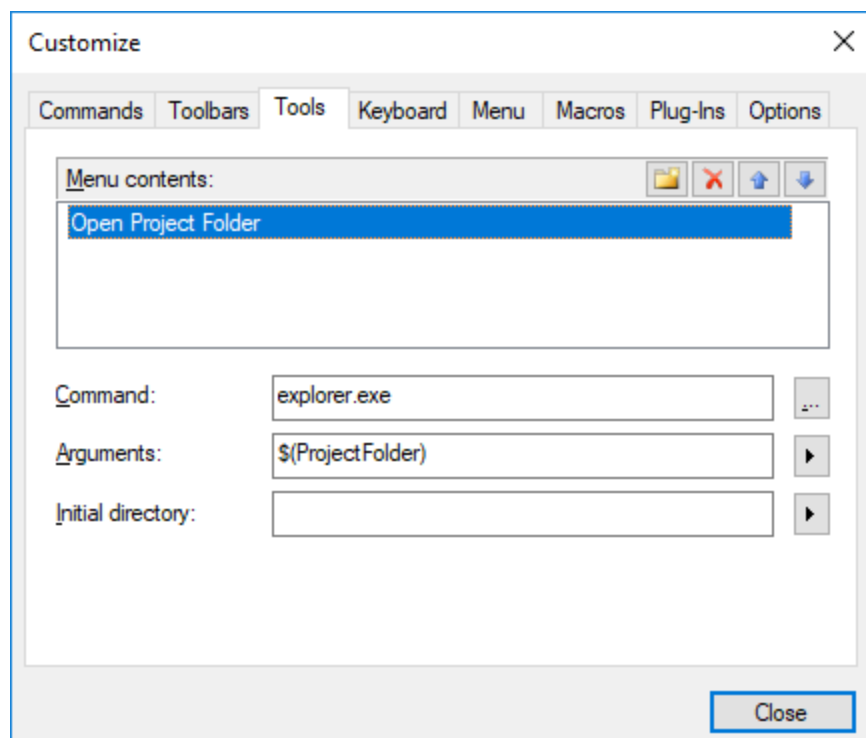 Customize
Commands Toolbars Tools Keyboard Menu Macros Plug-Ins Options
Menu contents:
Open Project Folder
Command: explorer.exe ...
Arguments: $(ProjectFolder)
Initial directory:
Close